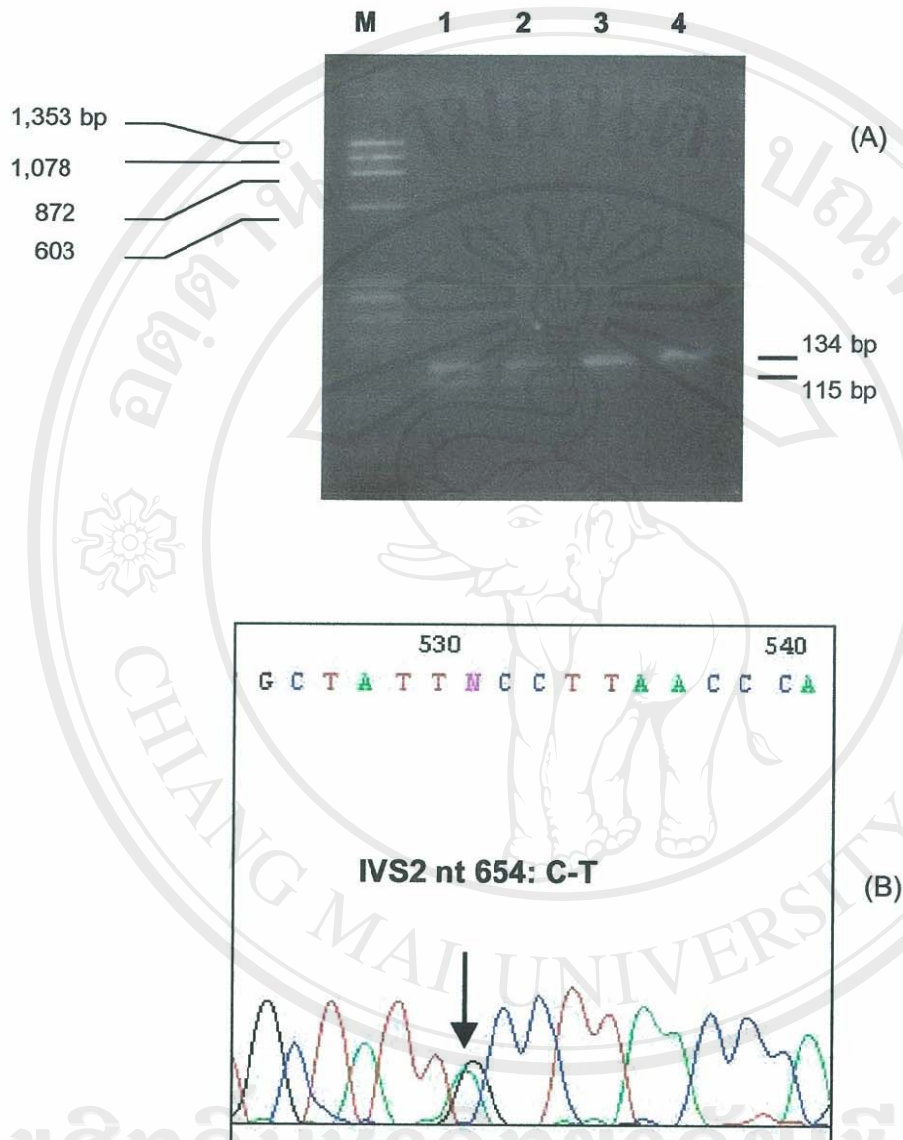 M 1 2 3 4
1,353 bp
1,078
872
603
(A)
134 bp
115 bp
530 540
G C T A T T N C C T T A A C C C A
IVS2 nt 654: C-T
(B)
CHIANG MAI UNIVERSITY